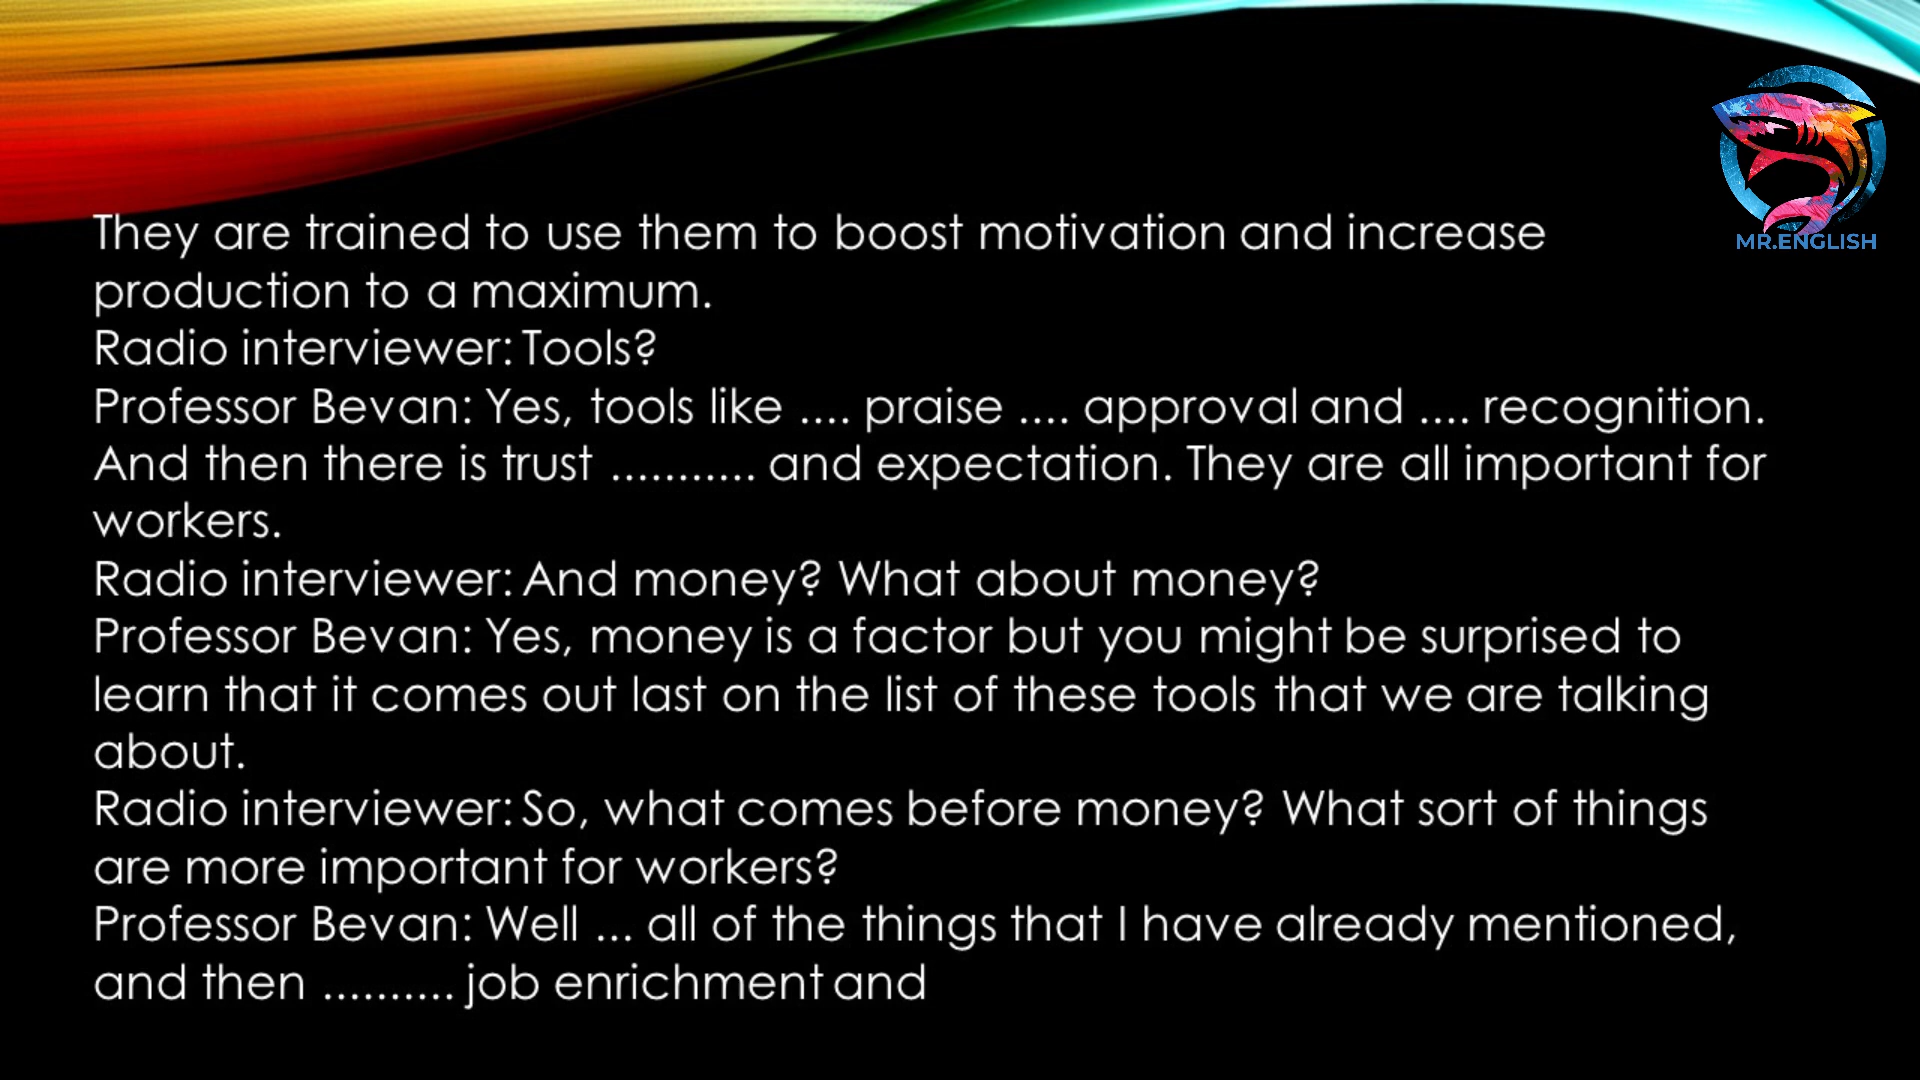 MR.ENGLISH
They are trained to use them to boost motivation and increase
production to a maximum.
Radio interviewer: Tools?
Professor Bevan: Yes, tools like .... praise .... approval and .... recognition.
And then there is trust ........... and expectation. They are all important for
workers.
Radio interviewer: And money? What about money?
Professor Bevan: Yes, money is a factor but you might be surprised to
learn that it comes out last on the list of these tools that we are talking
about.
Radio interviewer: So, what comes before money? What sort of things
are more important for workers?
Professor Bevan: Well ... all of the things that I have already mentioned,
and then .......... job enrichment and